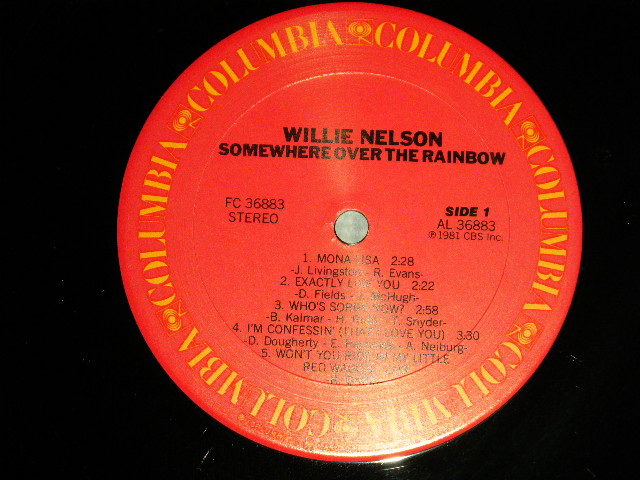 COLUMBIA COLUMBIA COLUMBIA COLUMBIA COLUMBIA COLUMBIA
WILLIE NELSON
SOMEWHERE OVER THE RAINBOW
FC 36883
STEREO
SIDE 1
AL 36883
℗ 1981 CBS Inc.
1. MONA LISA 2:28
-J. Livingston - R. Evans-
2. EXACTLY LIKE YOU 2:22
-D. Fields - J. McHugh-
3. WHO'S SORRY NOW? 2:58
-B. Kalmar - H. Ruby - T. Snyder-
4. I'M CONFESSIN' (THAT I LOVE YOU) 3:30
-D. Dougherty - E. - A. Neiburg-
5. WON'T YOU RIDE IN MY LITTLE
RED WAGON